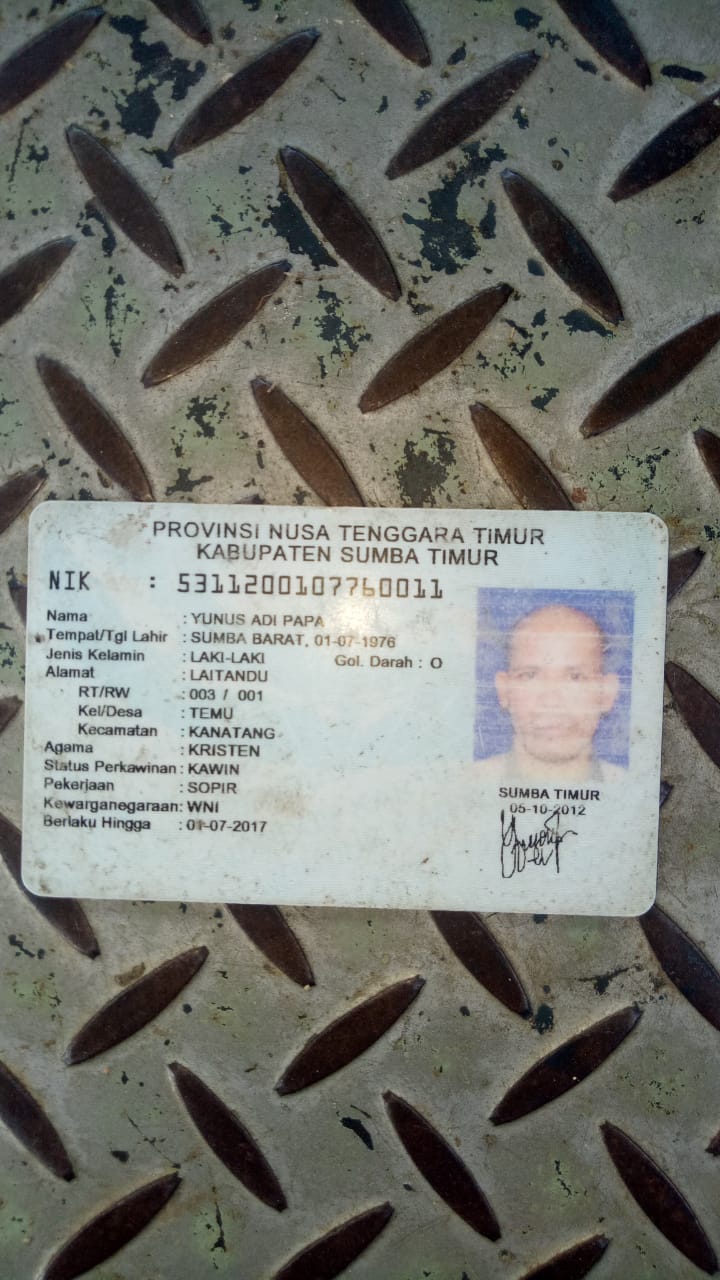 PROVINSI NUSA TENGGARA TIMUR
KABUPATEN SUMBA TIMUR
NIK : 5311200107760011
Nama : YUNUS ADI PAPA
Tempat/Tgl Lahir : SUMBA BARAT, 01-07-1976
Jenis Kelamin : LAKI-LAKI Gol. Darah : O
Alamat : LAITANDU
RT/RW : 003 / 001
Kel/Desa : TEMU
Kecamatan : KANATANG
Agama : KRISTEN
Status Perkawinan : KAWIN
Pekerjaan : SOPIR
Kewarganegaraan: WNI
Berlaku Hingga : 01-07-2017
SUMBA TIMUR
05-10-2012